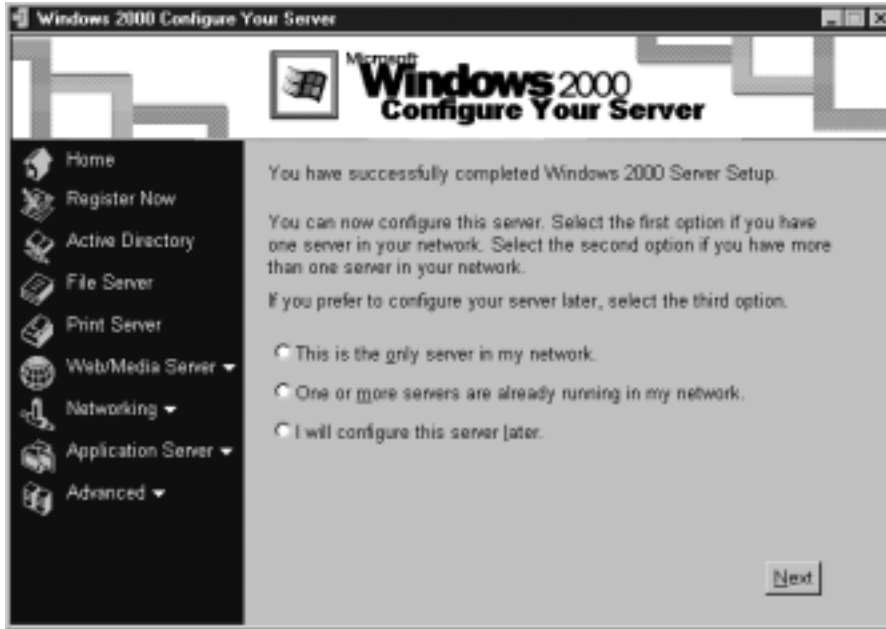 Windows 2000 Configure Your Server
Microsoft
Windows 2000
Configure Your Server
Home
Register Now
Active Directory
File Server
Print Server
Web/Media Server
Networking
Application Server
Advanced
You have successfully completed Windows 2000 Server Setup.
You can now configure this server. Select the first option if you have
one server in your network. Select the second option if you have more
than one server in your network.
If you prefer to configure your server later, select the third option.
This is the only server in my network.
One or more servers are already running in my network.
I will configure this server later.
Next